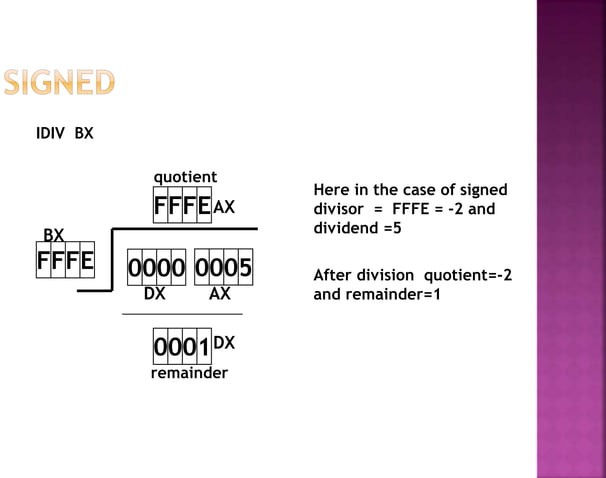 SIGNED
IDIV BX
quotient
FFFE AX
BX
FFFE
0000 0005
DX AX
0001 DX
remainder
Here in the case of signed
divisor = FFFE = -2 and
dividend =5
After division quotient=-2
and remainder=1